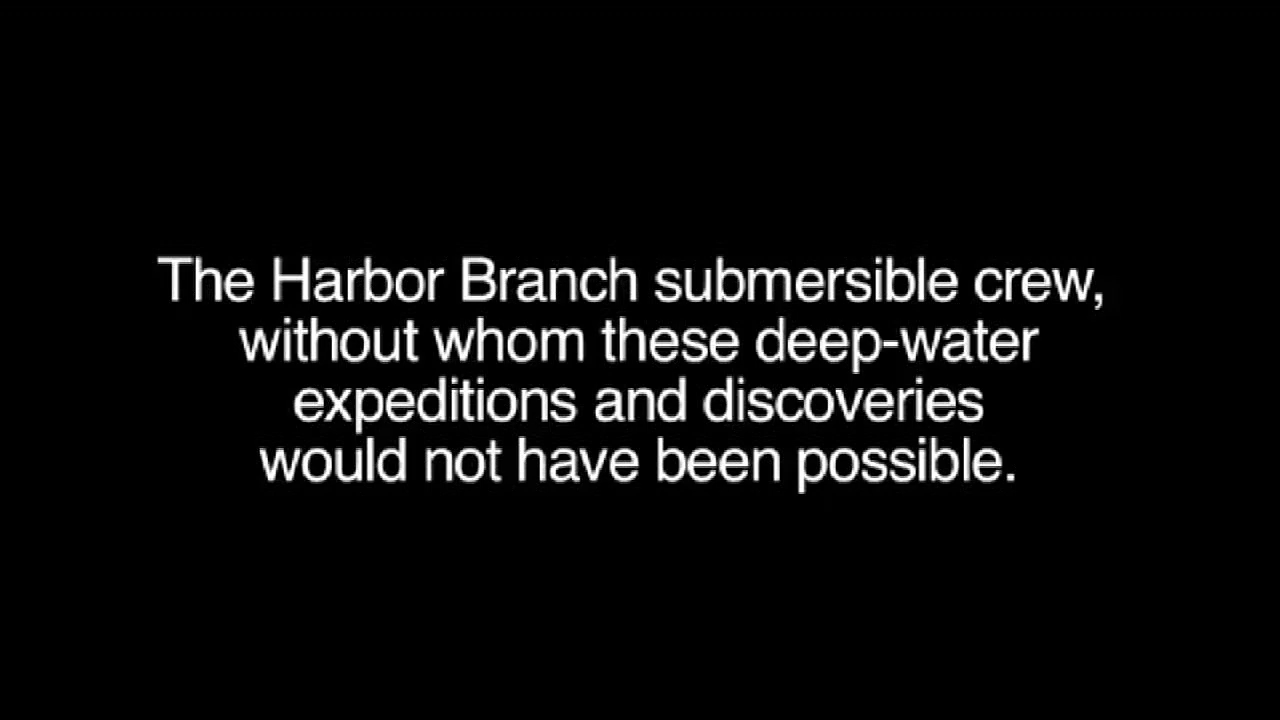 The Harbor Branch submersible crew,
without whom these deep-water
expeditions and discoveries
would not have been possible.